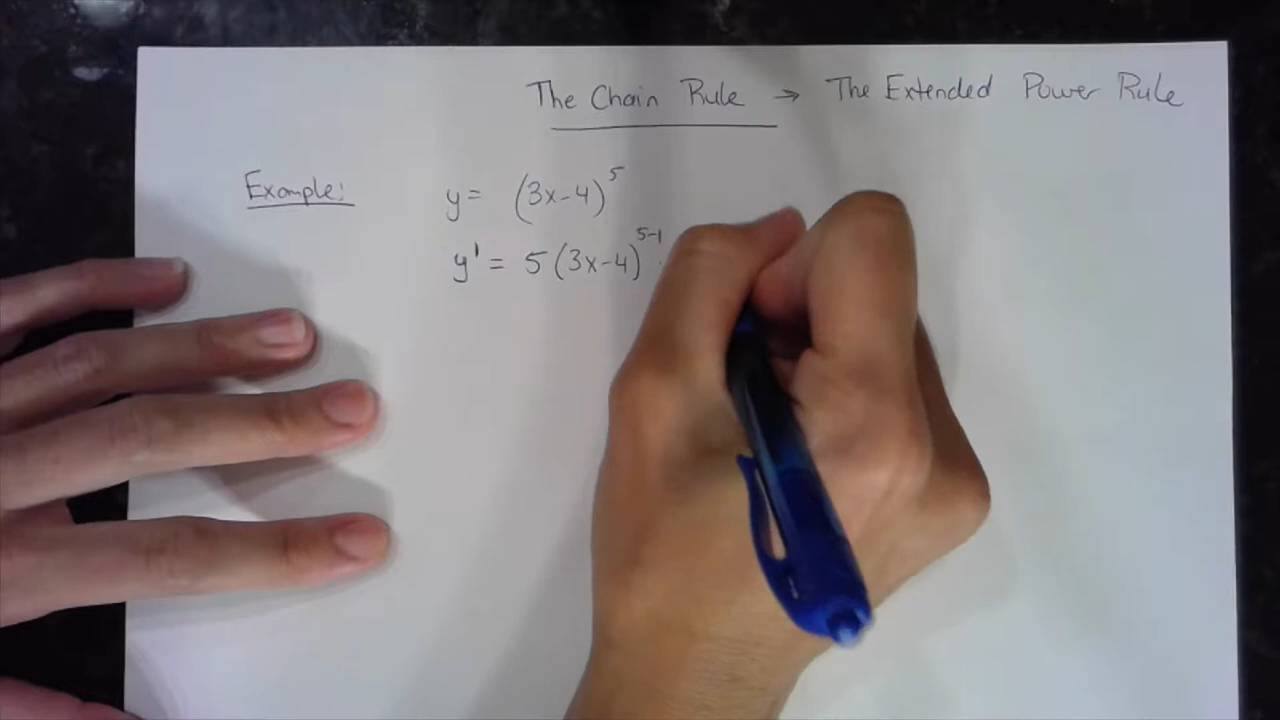 The Chain Rule → The Extended Power Rule
Example: y = (3x-4)⁵
y' = 5(3x-4)⁵⁻¹ ·